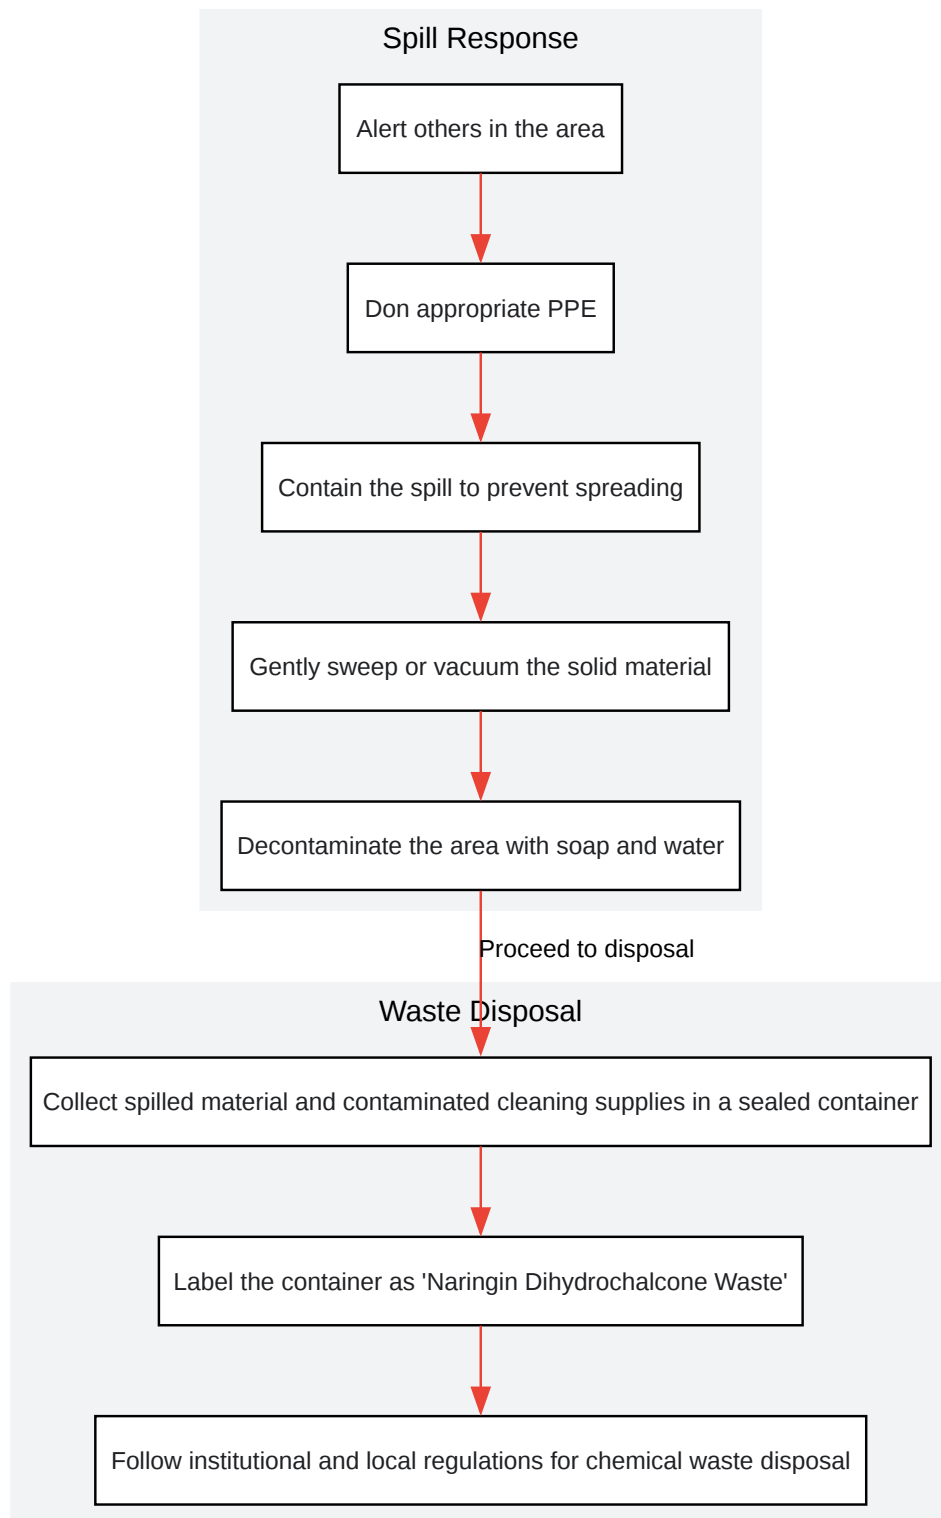 Spill Response
Alert others in the area
Don appropriate PPE
Contain the spill to prevent spreading
Gently sweep or vacuum the solid material
Decontaminate the area with soap and water
Proceed to disposal
Waste Disposal
Collect spilled material and contaminated cleaning supplies in a sealed container
Label the container as 'Naringin Dihydrochalcone Waste'
Follow institutional and local regulations for chemical waste disposal